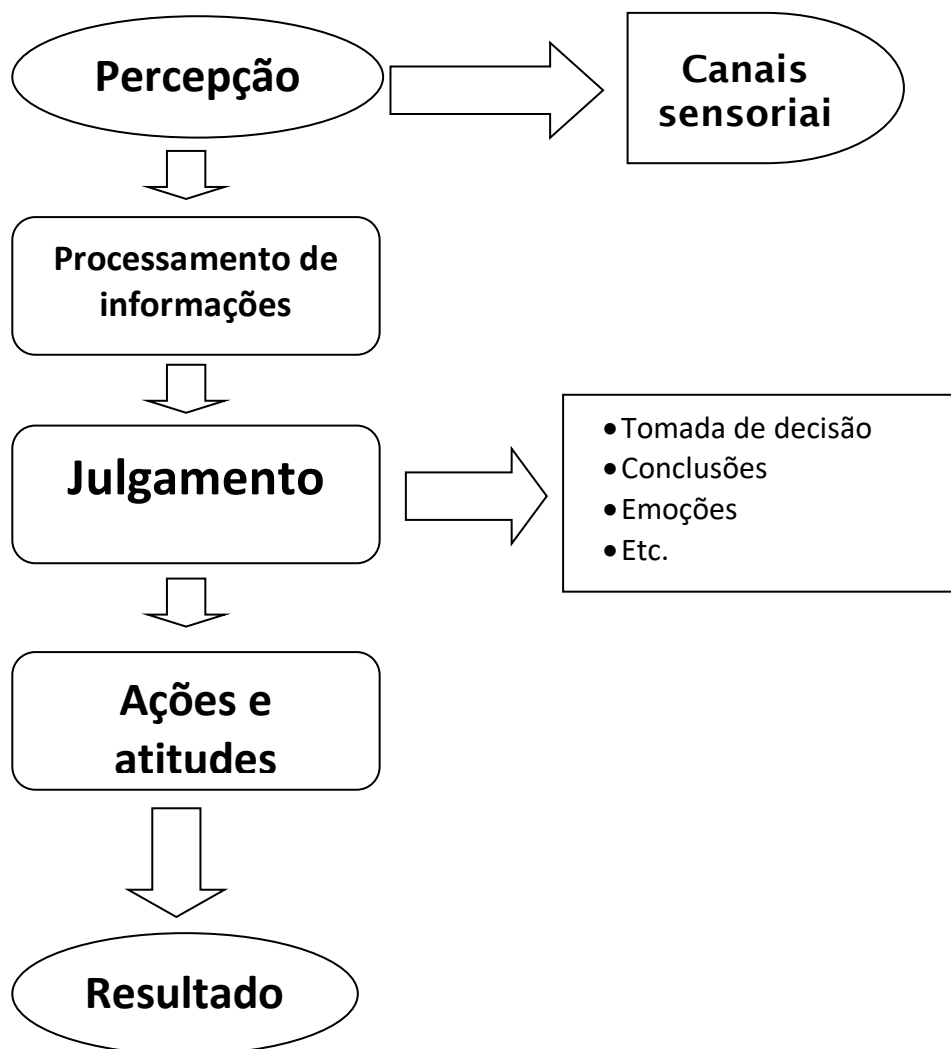 Percepção
Canais
sensoriai
Processamento de
informações
Julgamento
• Tomada de decisão
• Conclusões
• Emoções
• Etc.
Ações e
atitudes
Resultado